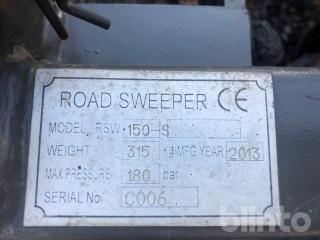 ROAD SWEEPER CE
MODEL RSW-150-S
WEIGHT 315 kg MFG YEAR 2013
MAX PRESSURE 180 bar
SERIAL No C006
blinto